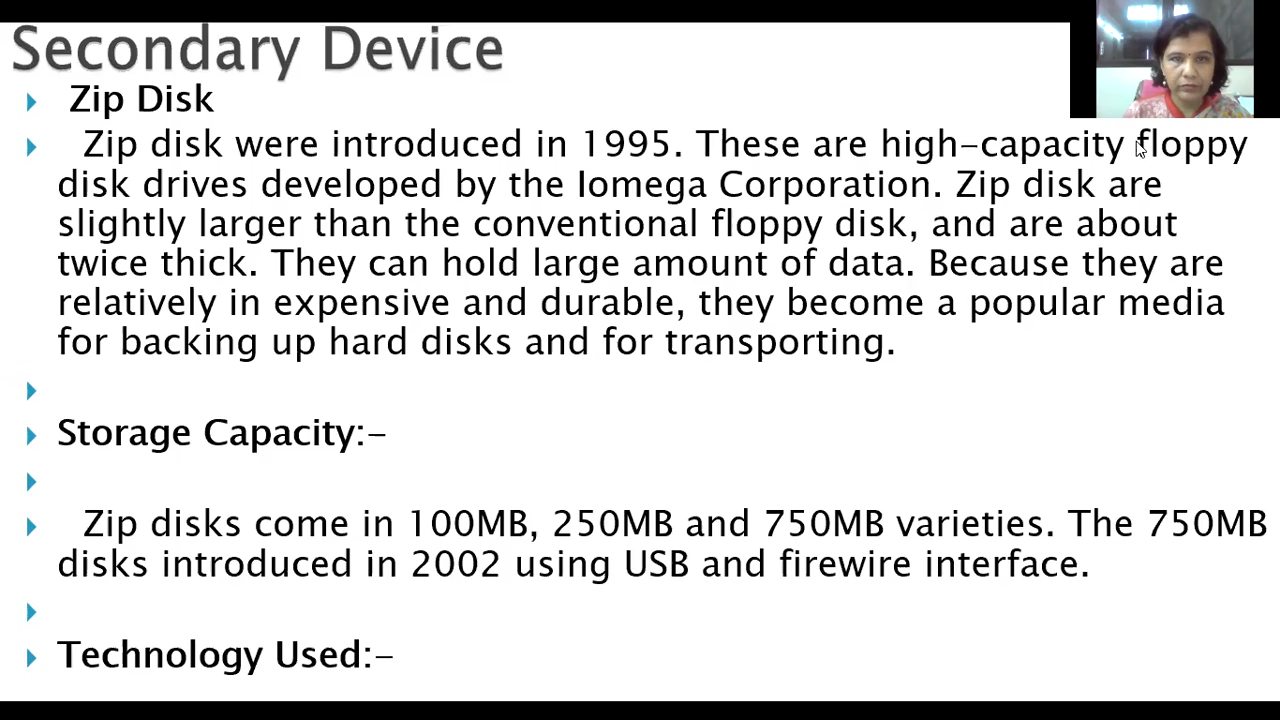 Secondary Device
Zip Disk
Zip disk were introduced in 1995. These are high-capacity floppy
disk drives developed by the Iomega Corporation. Zip disk are
slightly larger than the conventional floppy disk, and are about
twice thick. They can hold large amount of data. Because they are
relatively in expensive and durable, they become a popular media
for backing up hard disks and for transporting.
Storage Capacity:-
Zip disks come in 100MB, 250MB and 750MB varieties. The 750MB
disks introduced in 2002 using USB and firewire interface.
Technology Used:-